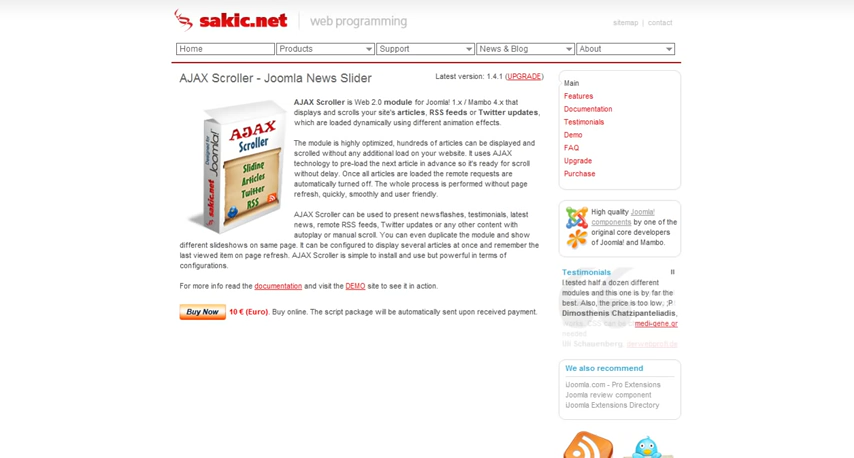 sakic.net
web programming
sitemap | contact
Home
Products
Support
News & Blog
About
AJAX Scroller - Joomla News Slider
Latest version: 1.4.1 (UPGRADE)
AJAX Scroller is Web 2.0 module for Joomla! 1.x / Mambo 4.x that
displays and scrolls your site's articles, RSS feeds or Twitter updates,
which are loaded dynamically using different animation effects.
The module is highly optimized, hundreds of articles can be displayed and
scrolled without any additional load on your website. It uses AJAX
technology to pre-load the next article in advance so it's ready for scroll
without delay. Once all articles are loaded the remote requests are
automatically turned off. The whole process is performed without page
refresh, quickly, smoothly and user friendly.
AJAX Scroller can be used to present newsflashes, testimonials, latest
news, remote RSS feeds, Twitter updates or any other content with
autoplay or manual scroll. You can even duplicate the module and show
different slideshows on same page. It can be configured to display several articles at once and remember the
last viewed item on page refresh. AJAX Scroller is simple to install and use but powerful in terms of
configurations.
For more info read the documentation and visit the DEMO site to see it in action.
Buy Now
10 € (Euro). Buy online. The script package will be automatically sent upon received payment.
Designed for
Joomla!
sakic.net
AJAX
Scroller
Sliding
Articles
Twitter
RSS
Main
Features
Documentation
Testimonials
Demo
FAQ
Upgrade
Purchase
High quality Joomla!
components by one of the
original core developers
of Joomla! and Mambo.
Testimonials
I tested half a dozen different
modules and this one is by far the
best. Also, the price is too low. ;P
Dimosthenis Chatzipanteliadis,
medi-gene.gr
needed.
Schauenberg,
We also recommend
iJoomla.com - Pro Extensions
Joomla review component
iJoomla Extensions Directory